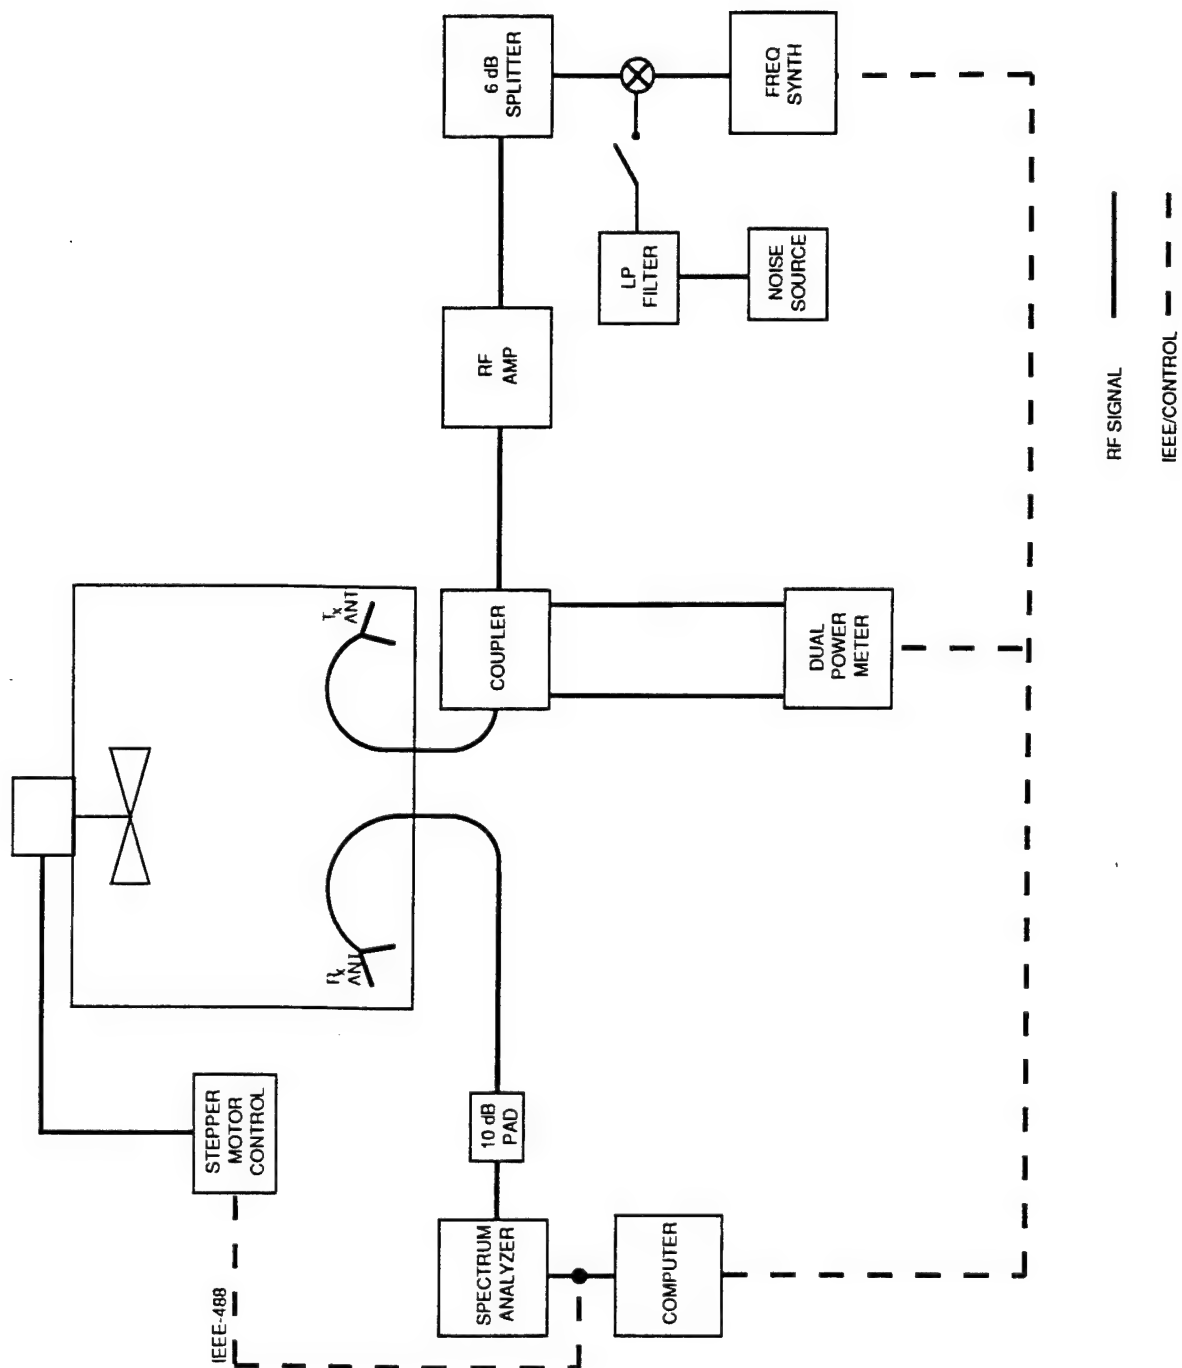 IEEE-488
STEPPER
MOTOR
CONTROL
SPECTRUM
ANALYZER
COMPUTER
10 dB
PAD
Rx
ANT
Tx
ANT
COUPLER
DUAL
POWER
METER
RF
AMP
LP
FILTER
NOISE
SOURCE
6 dB
SPLITTER
FREQ
SYNTH
RF SIGNAL
IEEE/CONTROL